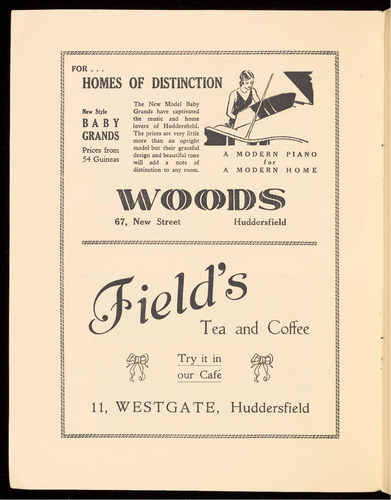 FOR . . .
HOMES OF DISTINCTION
New Style
BABY
GRANDS
Prices from
54 Guineas
The New Model Baby
Grands have captivated
the music and home
lovers of Huddersfield.
The prices are very little
more than an upright
model but their graceful
design and beautiful tone
will add a note of
distinction to any room.
A MODERN PIANO
for
A MODERN HOME
WOODS
67, New Street Huddersfield
Field's
Tea and Coffee
Try it in
our Café
11, WESTGATE, Huddersfield